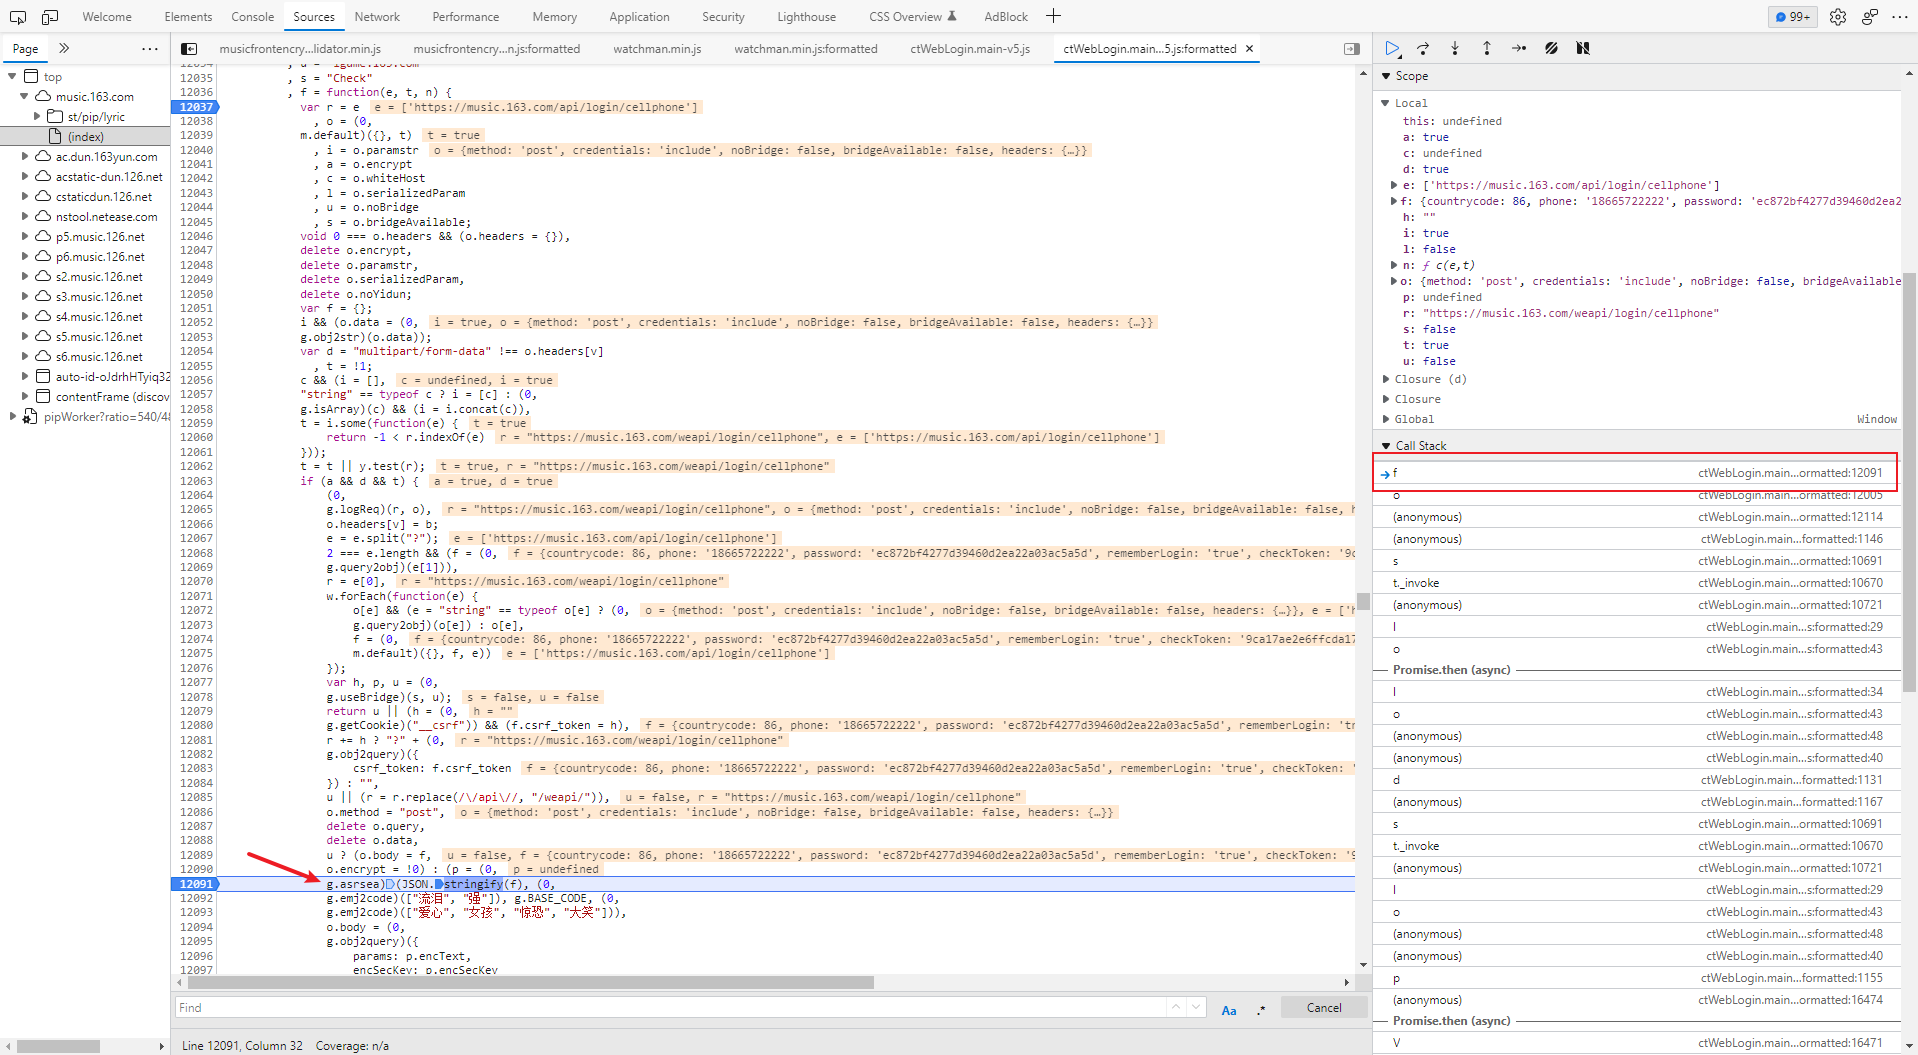 Welcome Elements Console Sources Network Performance Memory Application Security Lighthouse CSS Overview AdBlock 99+
Page
musicfrontencry...lidator.min.js musicfrontencry...n.js:formatted watchman.min.js watchman.min.js:formatted ctWebLogin.main-v5.js ctWebLogin.main...5.js:formatted
top
music.163.com
st/pip/lyric
(index)
ac.dun.163yun.com
acstatic-dun.126.net
cstaticdun.126.net
nstool.netease.com
p5.music.126.net
p6.music.126.net
s2.music.126.net
s3.music.126.net
s4.music.126.net
s5.music.126.net
s6.music.126.net
auto-id-oJdrhHTyiq32
contentFrame (discov
pipWorker?ratio=540/48
12035 , s = "Check"
12036 , f = function(e, t, n) {
12037 var r = e e = ['https://music.163.com/api/login/cellphone']
12038 , o = (0,
12039 m.default)({}, t) t = true
12040 , i = o.paramstr o = {method: 'post', credentials: 'include', noBridge: false, bridgeAvailable: false, headers: {…}}
12041 , a = o.encrypt
12042 , c = o.whiteHost
12043 , l = o.serializedParam
12044 , u = o.noBridge
12045 , s = o.bridgeAvailable;
12046 void 0 === o.headers && (o.headers = {}),
12047 delete o.encrypt,
12048 delete o.paramstr,
12049 delete o.serializedParam,
12050 delete o.noYidun;
12051 var f = {};
12052 i && (o.data = (0, i = true, o = {method: 'post', credentials: 'include', noBridge: false, bridgeAvailable: false, headers: {…}}
12053 g.obj2str)(o.data));
12054 var d = "multipart/form-data" !== o.headers[v]
12055 , t = !1;
12056 c && (i = [], c = undefined, i = true
12057 "string" == typeof c ? i = [c] : (0,
12058 g.isArray)(c) && (i = i.concat(c)),
12059 t = i.some(function(e) { t = true
12060 return -1 < r.indexOf(e) r = "https://music.163.com/weapi/login/cellphone", e = ['https://music.163.com/api/login/cellphone']
12061 }));
12062 t = t || y.test(r); t = true, r = "https://music.163.com/weapi/login/cellphone"
12063 if (a && d && t) { a = true, d = true
12064 (0,
12065 g.logReq)(r, o), r = "https://music.163.com/weapi/login/cellphone", o = {method: 'post', credentials: 'include', noBridge: false, bridgeAvailable: false, h
12066 o.headers[v] = b;
12067 e = e.split("?"); e = ['https://music.163.com/api/login/cellphone']
12068 2 === e.length && (f = (0, f = {countrycode: 86, phone: '18665722222', password: 'ec872bf4277d39460d2ea22a03ac5a5d', rememberLogin: 'true', checkToken: '9c
12069 g.query2obj)(e[1])),
12070 r = e[0], r = "https://music.163.com/weapi/login/cellphone"
12071 w.forEach(function(e) {
12072 o[e] && (e = "string" == typeof o[e] ? (0, o = {method: 'post', credentials: 'include', noBridge: false, bridgeAvailable: false, headers: {…}}, e = ['h
12073 g.query2obj)(o[e]) : o[e],
12074 f = (0, f = {countrycode: 86, phone: '18665722222', password: 'ec872bf4277d39460d2ea22a03ac5a5d', rememberLogin: 'true', checkToken: '9ca17ae2e6ffcda17
12075 m.default)({}, f, e)) e = ['https://music.163.com/api/login/cellphone']
12076 });
12077 var h, p, u = (0,
12078 g.useBridge)(s, u); s = false, u = false
12079 return u || (h = (0, h = ""
12080 g.getCookie)("__csrf")) && (f.csrf_token = h), f = {countrycode: 86, phone: '18665722222', password: 'ec872bf4277d39460d2ea22a03ac5a5d', rememberLogin: 'tr
12081 r += h ? "?" + (0, r = "https://music.163.com/weapi/login/cellphone"
12082 g.obj2query)({
12083 csrf_token: f.csrf_token f = {countrycode: 86, phone: '18665722222', password: 'ec872bf4277d39460d2ea22a03ac5a5d', rememberLogin: 'true', checkToken: '
12084 }) : "",
12085 u || (r = r.replace(/\/api\//, "/weapi/")), u = false, r = "https://music.163.com/weapi/login/cellphone"
12086 o.method = "post", o = {method: 'post', credentials: 'include', noBridge: false, bridgeAvailable: false, headers: {…}}
12087 delete o.query,
12088 delete o.data,
12089 u ? (o.body = f, u = false, f = {countrycode: 86, phone: '18665722222', password: 'ec872bf4277d39460d2ea22a03ac5a5d', rememberLogin: 'true', checkToken: '9
12090 o.encrypt = !0) : (p = (0, p = undefined
12091 g.asrsea)(JSON.stringify(f), (0,
12092 g.emj2code)(["流泪", "强"]), g.BASE_CODE, (0,
12093 g.emj2code)(["爱心", "女孩", "惊恐", "大笑"])),
12094 o.body = (0,
12095 g.obj2query)({
12096 params: p.encText,
12097 encSecKey: p.encSecKey
Find
Aa .* Cancel
Line 12091, Column 32 Coverage: n/a
Scope
Local
this: undefined
a: true
c: undefined
d: true
e: ['https://music.163.com/api/login/cellphone']
f: {countrycode: 86, phone: '18665722222', password: 'ec872bf4277d39460d2ea2
h: ""
i: true
l: false
n: ƒ c(e,t)
o: {method: 'post', credentials: 'include', noBridge: false, bridgeAvailable
p: undefined
r: "https://music.163.com/weapi/login/cellphone"
s: false
t: true
u: false
Closure (d)
Closure
Global Window
Call Stack
f ctWebLogin.main...ormatted:12091
o ctWebLogin.main...ormatted:12005
(anonymous) ctWebLogin.main...ormatted:12114
(anonymous) ctWebLogin.main...formatted:1146
s ctWebLogin.main...ormatted:10691
t._invoke ctWebLogin.main...ormatted:10670
(anonymous) ctWebLogin.main...ormatted:10721
l ctWebLogin.main...s:formatted:29
o ctWebLogin.main...s:formatted:43
Promise.then (async)
l ctWebLogin.main...s:formatted:34
o ctWebLogin.main...s:formatted:43
(anonymous) ctWebLogin.main...s:formatted:48
(anonymous) ctWebLogin.main...s:formatted:40
d ctWebLogin.main...formatted:1131
(anonymous) ctWebLogin.main...formatted:1167
s ctWebLogin.main...ormatted:10691
t._invoke ctWebLogin.main...ormatted:10670
(anonymous) ctWebLogin.main...ormatted:10721
l ctWebLogin.main...s:formatted:29
o ctWebLogin.main...s:formatted:43
(anonymous) ctWebLogin.main...s:formatted:48
(anonymous) ctWebLogin.main...s:formatted:40
p ctWebLogin.main...formatted:1155
(anonymous) ctWebLogin.main...ormatted:16474
Promise.then (async)
V ctWebLogin.main...ormatted:16471